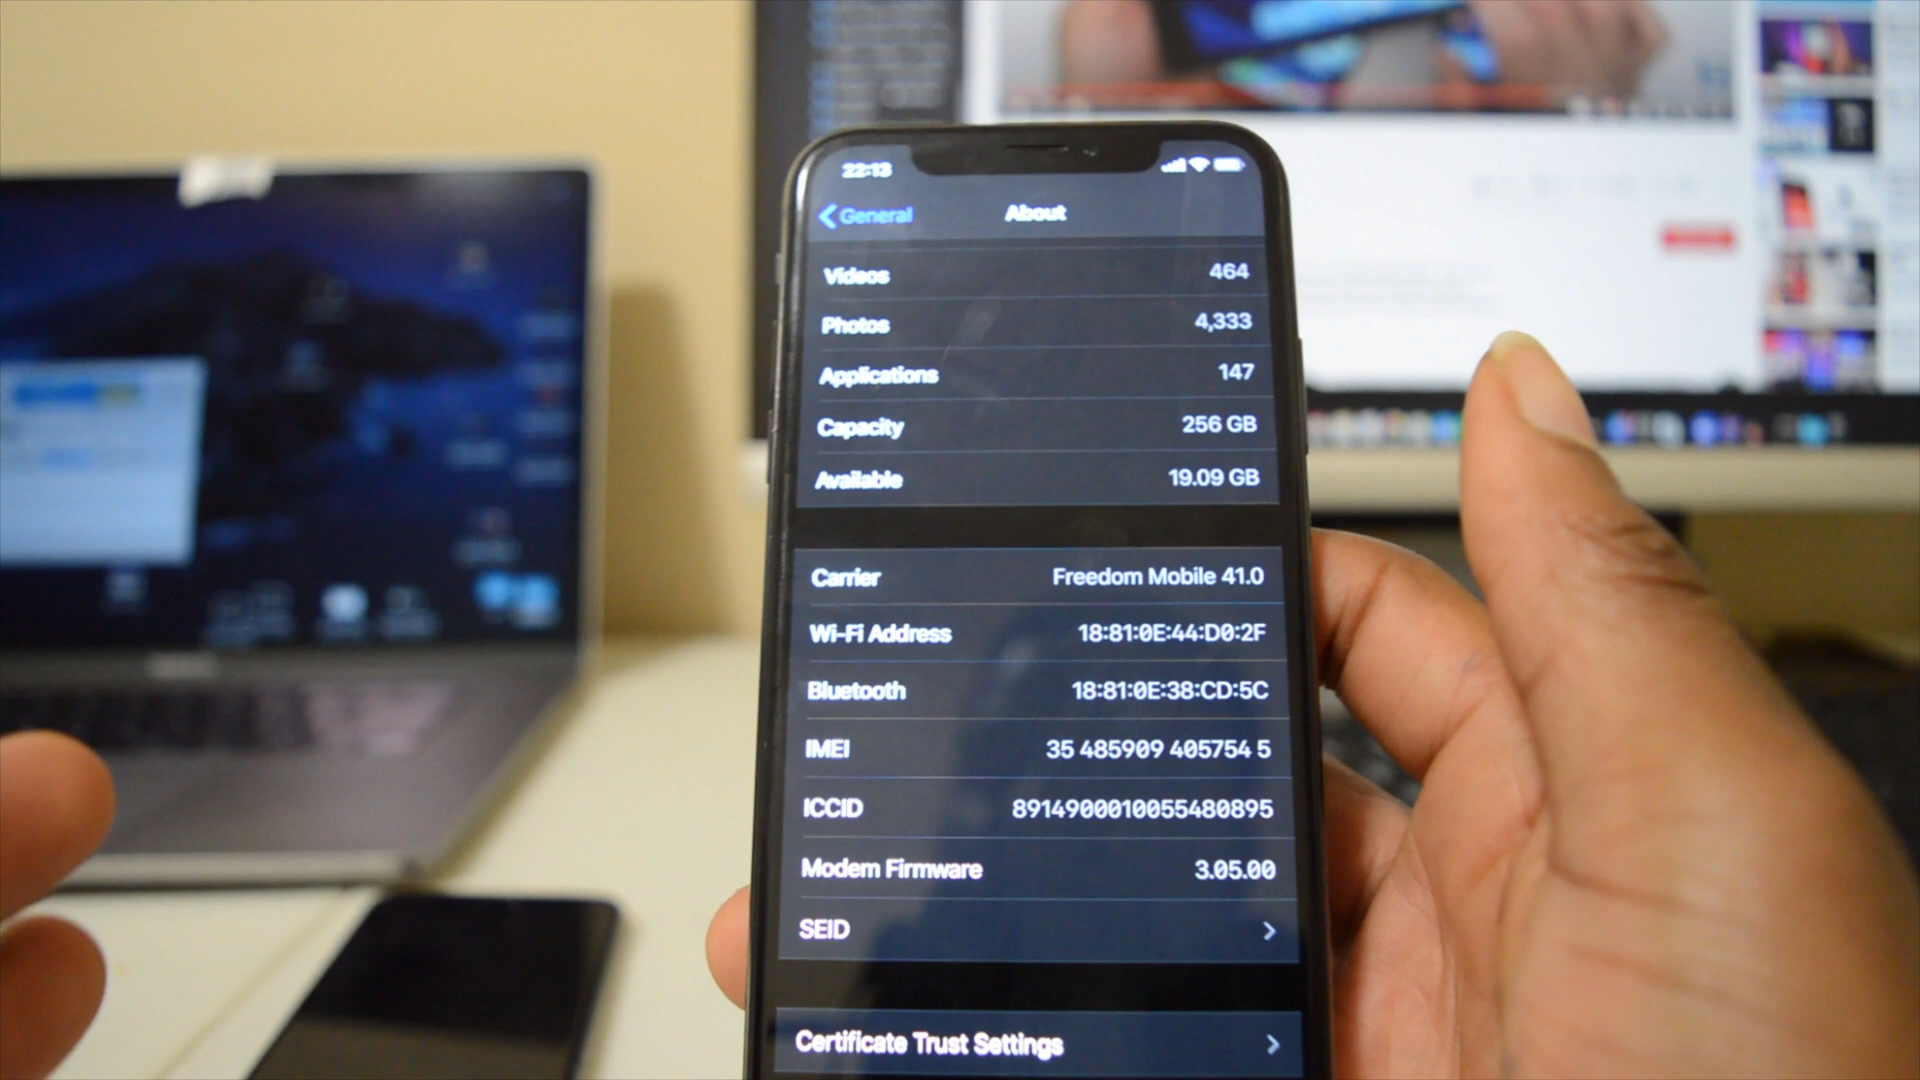 22:13
General About
Videos 464
Photos 4,333
Applications 147
Capacity 256 GB
Available 19.09 GB
Carrier Freedom Mobile 41.0
Wi-Fi Address 18:81:0E:44:D0:2F
Bluetooth 18:81:0E:38:CD:5C
IMEI 35 485909 405754 5
ICCID 8914900010055480895
Modem Firmware 3.05.00
SEID
Certificate Trust Settings